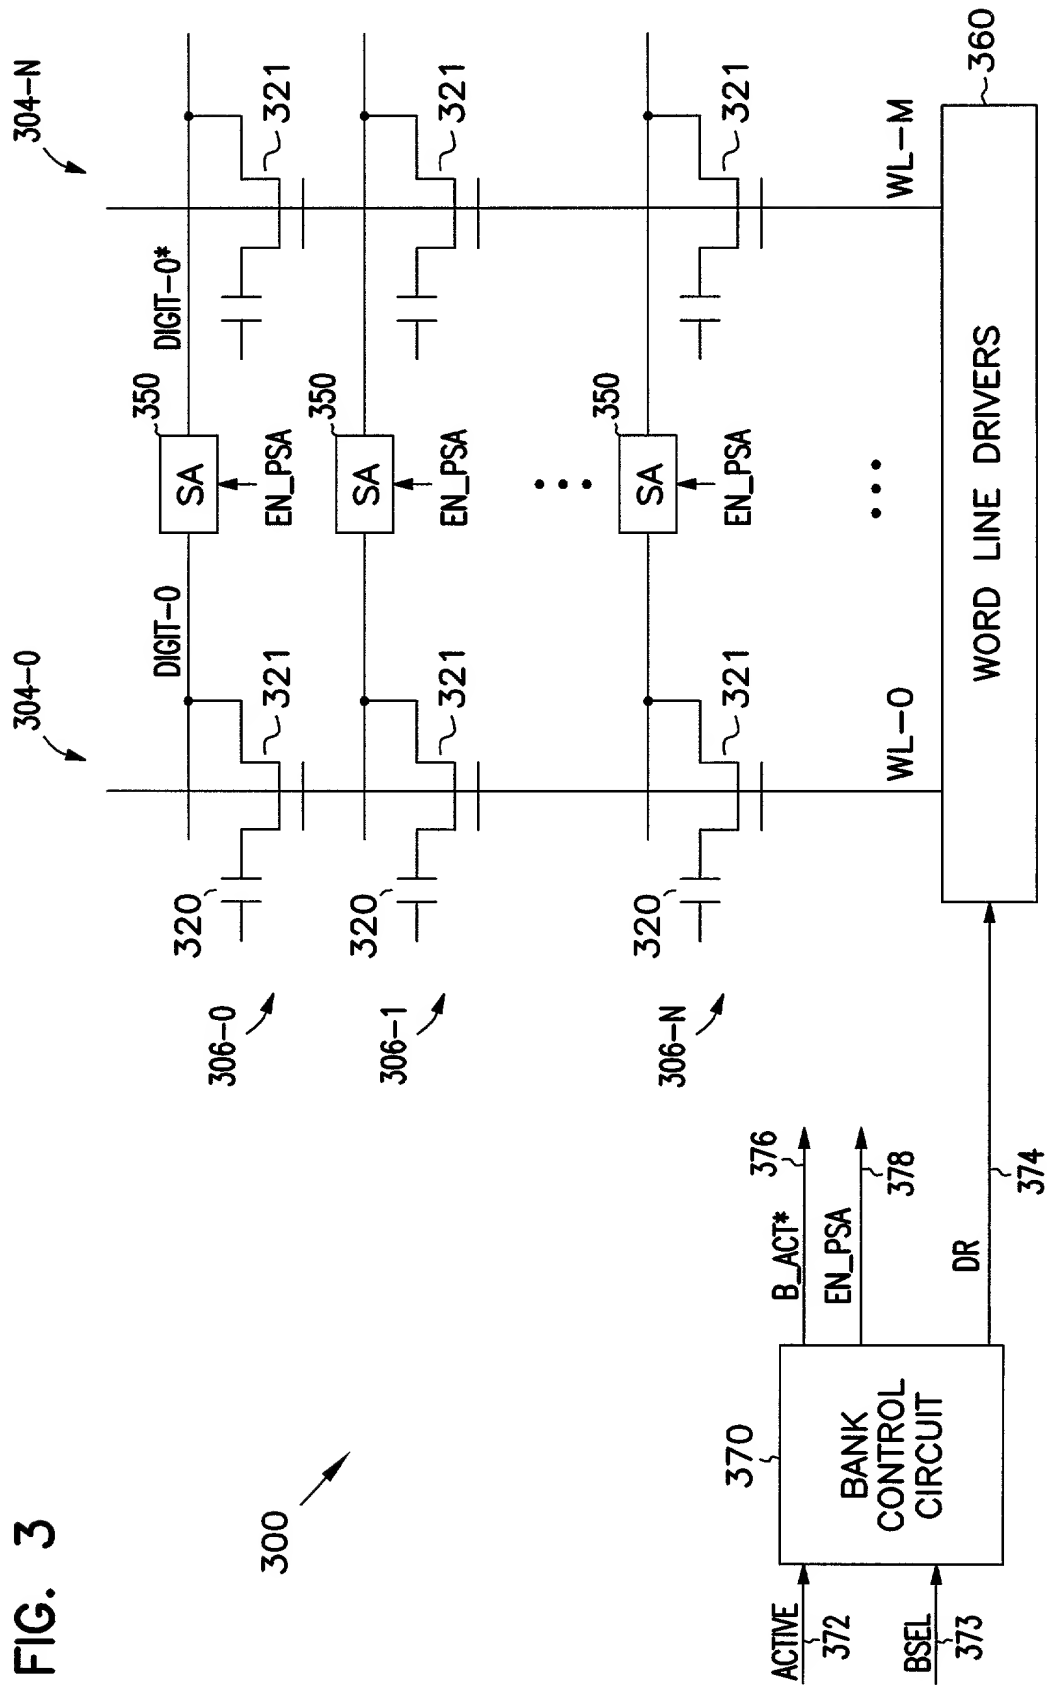 FIG. 3
300
304-0
304-N
DIGIT-0
DIGIT-0*
350
SA
EN_PSA
320
321
321
306-0
350
SA
EN_PSA
320
321
321
306-1
350
SA
EN_PSA
320
321
321
306-N
WL-0
WL-M
WORD LINE DRIVERS
360
370
BANK
CONTROL
CIRCUIT
ACTIVE
372
BSEL
373
B_ACT*
376
EN_PSA
378
DR
374